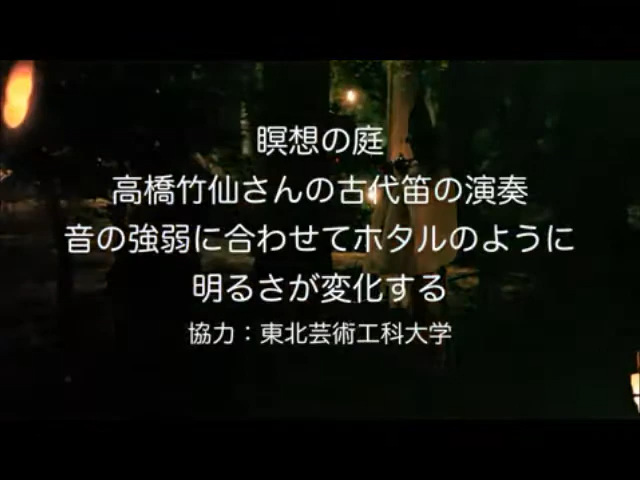 瞑想の庭
高橋竹仙さんの古代笛の演奏
音の強弱に合わせてホタルのように
明るさが変化する
協力：東北芸術工科大学